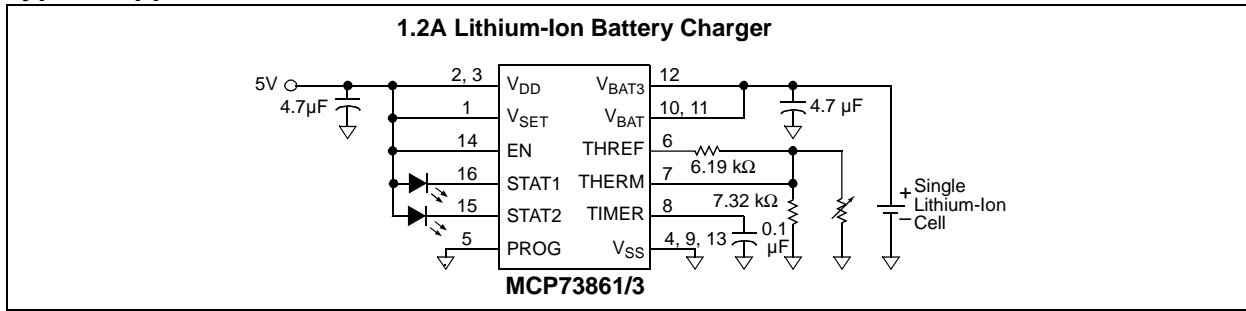 1.2A Lithium-Ion Battery Charger
5V
4.7µF
2, 3
VDD
VBAT3
12
4.7 µF
1
VSET
VBAT
10, 11
14
EN
THREF
6
6.19 kΩ
16
STAT1
THERM
7
7.32 kΩ
15
STAT2
TIMER
8
0.1
µF
5
PROG
VSS
4, 9, 13
+ Single
Lithium-Ion
– Cell
MCP73861/3